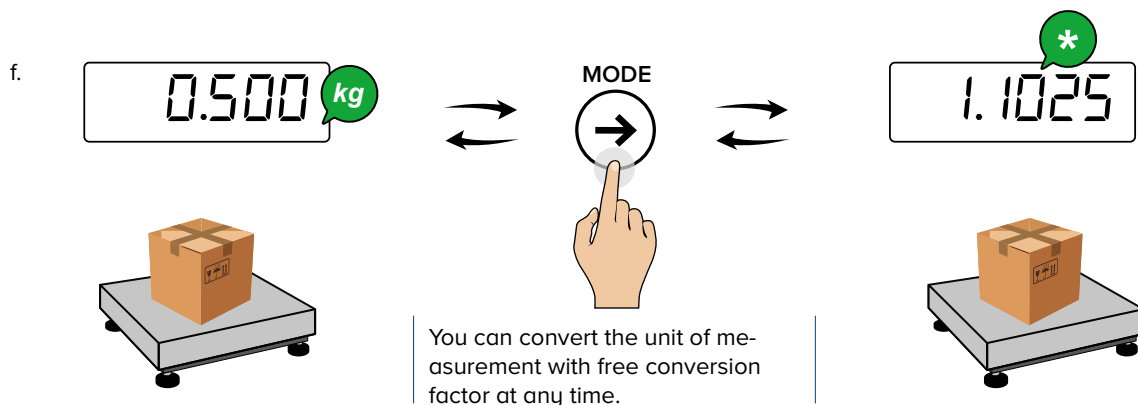 f.
0.500 kg
MODE
*
1.1025
You can convert the unit of me-
asurement with free conversion
factor at any time.